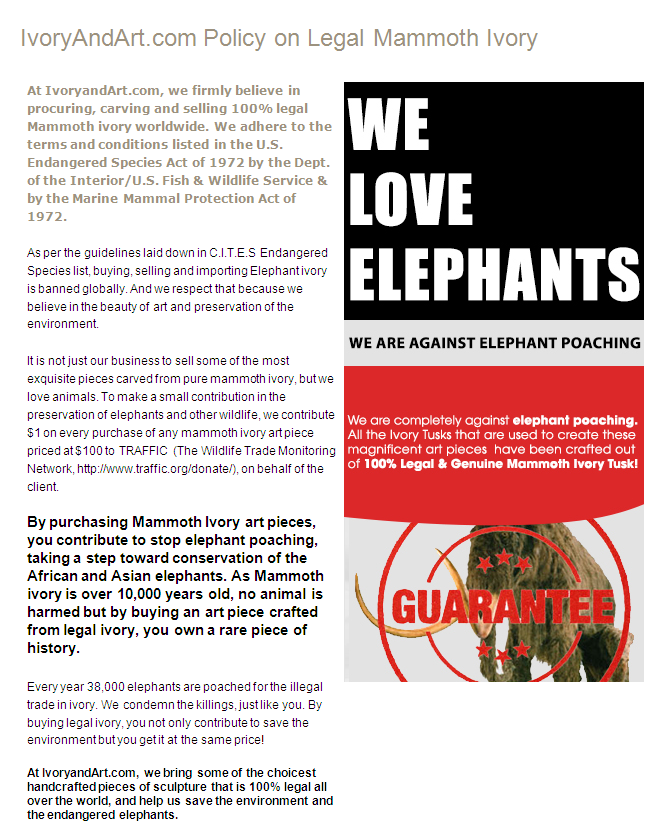 IvoryAndArt.com Policy on Legal Mammoth Ivory
At IvoryandArt.com, we firmly believe in
procuring, carving and selling 100% legal
Mammoth ivory worldwide. We adhere to the
terms and conditions listed in the U.S.
Endangered Species Act of 1972 by the Dept.
of the Interior/U.S. Fish & Wildlife Service &
by the Marine Mammal Protection Act of
1972.
As per the guidelines laid down in C.I.T.E.S Endangered
Species list, buying, selling and importing Elephant ivory
is banned globally. And we respect that because we
believe in the beauty of art and preservation of the
environment.
It is not just our business to sell some of the most
exquisite pieces carved from pure mammoth ivory, but we
love animals. To make a small contribution in the
preservation of elephants and other wildlife, we contribute
$1 on every purchase of any mammoth ivory art piece
priced at $100 to TRAFFIC (The Wildlife Trade Monitoring
Network, http://www.traffic.org/donate/), on behalf of the
client.
By purchasing Mammoth Ivory art pieces,
you contribute to stop elephant poaching,
taking a step toward conservation of the
African and Asian elephants. As Mammoth
ivory is over 10,000 years old, no animal is
harmed but by buying an art piece crafted
from legal ivory, you own a rare piece of
history.
Every year 38,000 elephants are poached for the illegal
trade in ivory. We condemn the killings, just like you. By
buying legal ivory, you not only contribute to save the
environment but you get it at the same price!
At IvoryandArt.com, we bring some of the choicest
handcrafted pieces of sculpture that is 100% legal all
over the world, and help us save the environment and
the endangered elephants.
WE
LOVE
ELEPHANTS
WE ARE AGAINST ELEPHANT POACHING
We are completely against elephant poaching.
All the Ivory Tusks that are used to create these
magnificent art pieces have been crafted out
of 100% Legal & Genuine Mammoth Ivory Tusk!
GUARANTEE